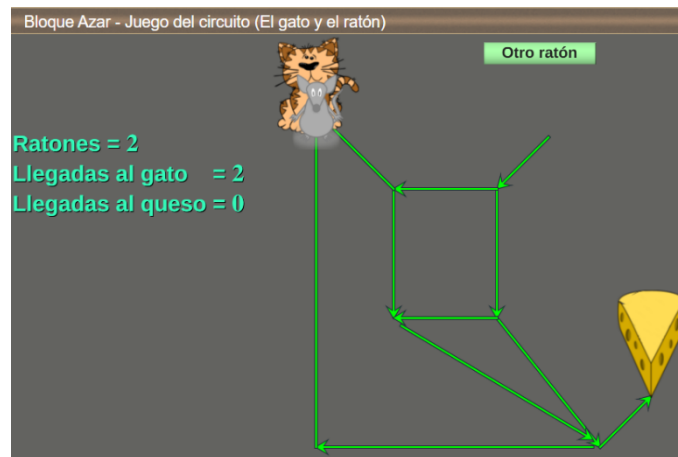 Bloque Azar - Juego del circuito (El gato y el ratón)
Otro ratón
Ratones = 2
Llegadas al gato = 2
Llegadas al queso = 0